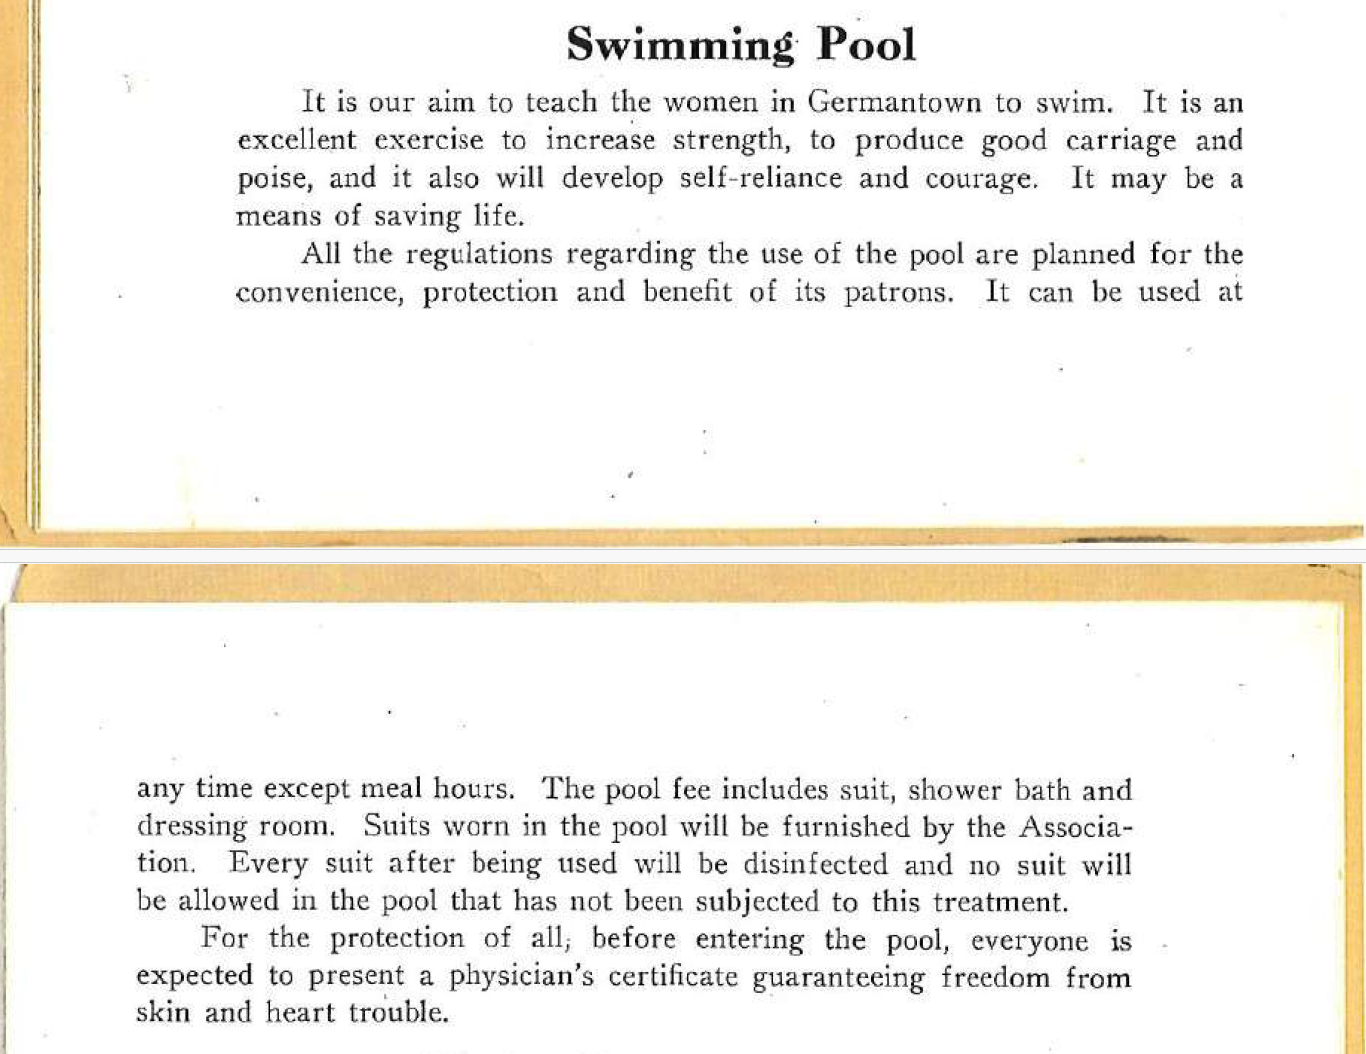 Swimming Pool
It is our aim to teach the women in Germantown to swim. It is an
excellent exercise to increase strength, to produce good carriage and
poise, and it also will develop self-reliance and courage. It may be a
means of saving life.
All the regulations regarding the use of the pool are planned for the
convenience, protection and benefit of its patrons. It can be used at
any time except meal hours. The pool fee includes suit, shower bath and
dressing room. Suits worn in the pool will be furnished by the Associa-
tion. Every suit after being used will be disinfected and no suit will
be allowed in the pool that has not been subjected to this treatment.
For the protection of all, before entering the pool, everyone is
expected to present a physician's certificate guaranteeing freedom from
skin and heart trouble.